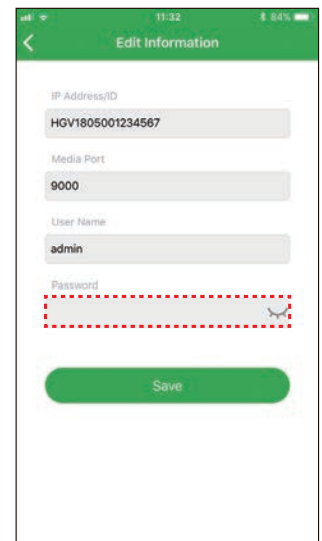 11:32
84%
Edit Information
IP Address/ID
HGV1805001234567
Media Port
9000
User Name
admin
Password
Save